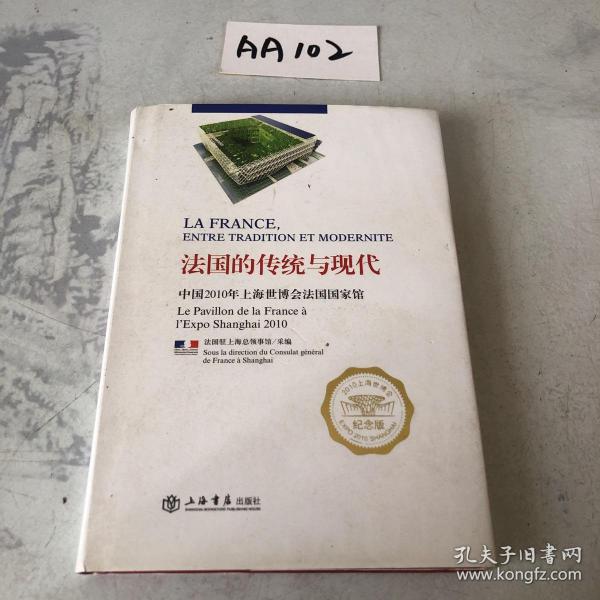 AA102
LA FRANCE,
ENTRE TRADITION ET MODERNITE
法国的传统与现代
中国2010年上海世博会法国国家馆
Le Pavillon de la France à
l'Expo Shanghai 2010
法国驻上海总领事馆/采编
Sous la direction du Consulat général
de France à Shanghai
2010上海世博会
纪念版
EXPO 2010 SHANGHAI
上海书店出版社
SHANGHAI BOOKSTORE PUBLISHING HOUSE
孔夫子旧书网
www.kongfz.com